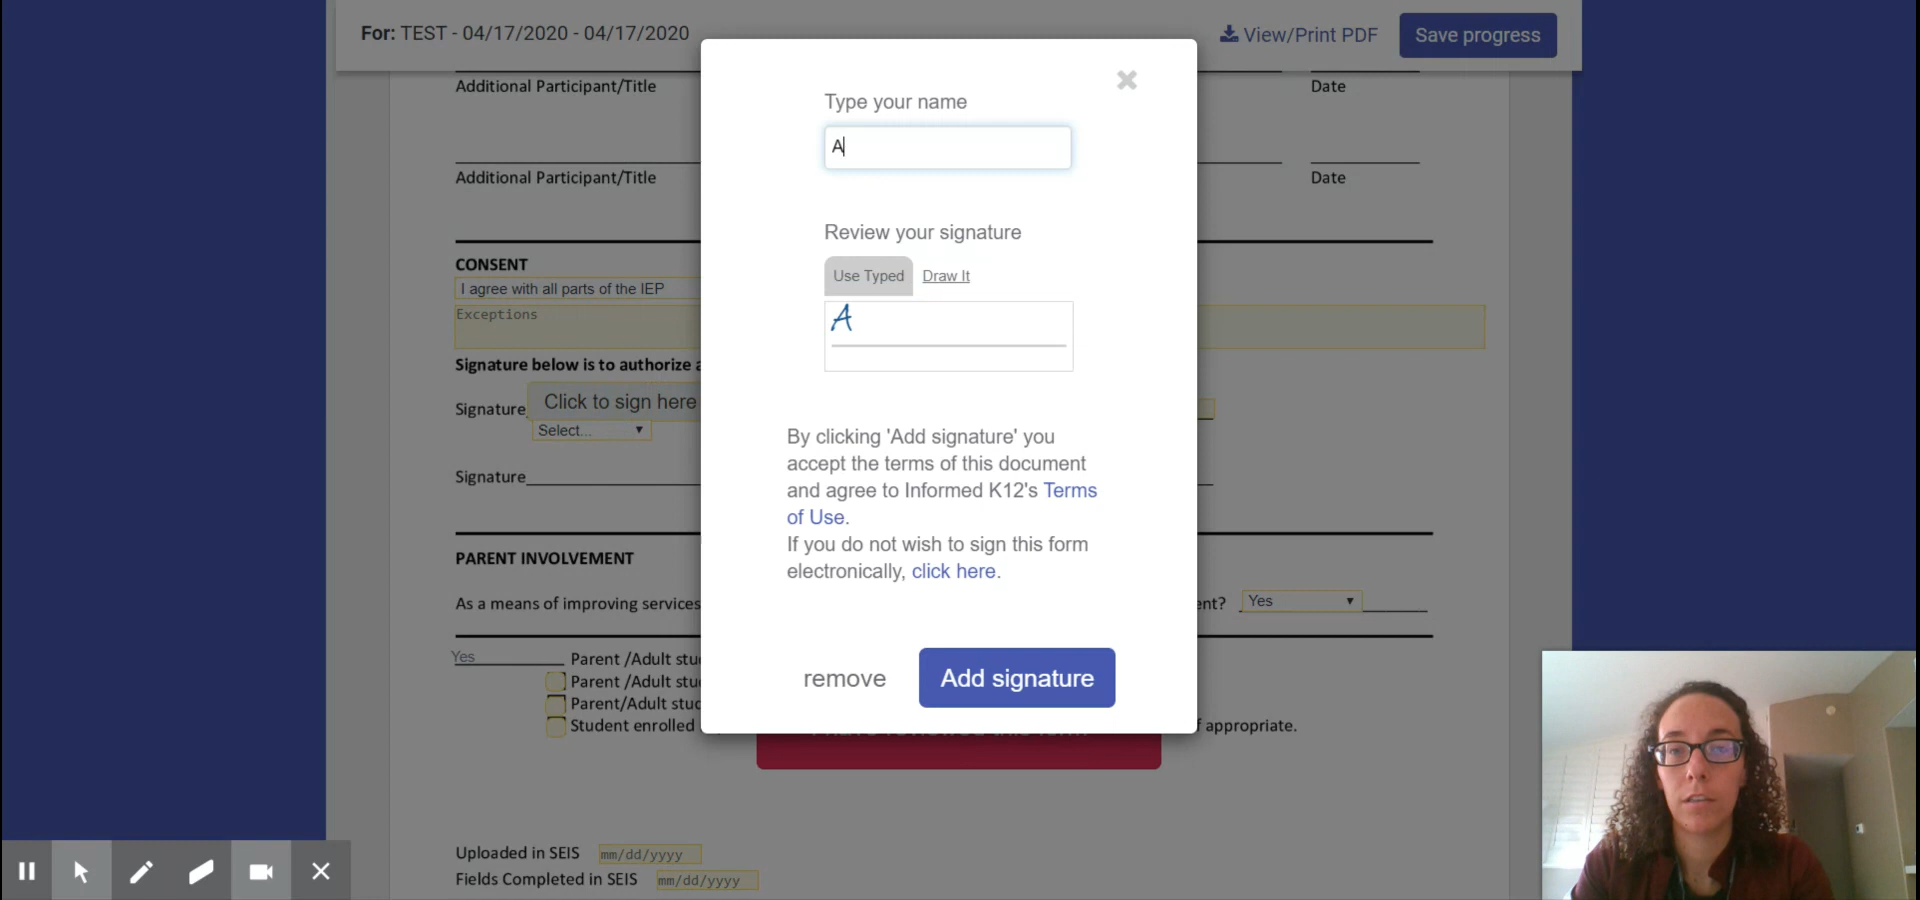 For: TEST - 04/17/2020 - 04/17/2020
View/Print PDF
Save progress
Additional Participant/Title
Date
Additional Participant/Title
Date
CONSENT
I agree with all parts of the IEP
Exceptions
Signature below is to authorize
Signature
Click to sign here
Select...
Signature
PARENT INVOLVEMENT
As a means of improving services
ent?
Yes
Yes
Parent /Adult stu
Parent /Adult stu
Parent/Adult stud
Student enrolled
f appropriate.
Uploaded in SEIS mm/dd/yyyy
Fields Completed in SEIS mm/dd/yyyy
Type your name
A
Review your signature
Use Typed Draw It
A
By clicking 'Add signature' you
accept the terms of this document
and agree to Informed K12's Terms
of Use.
If you do not wish to sign this form
electronically, click here.
remove
Add signature